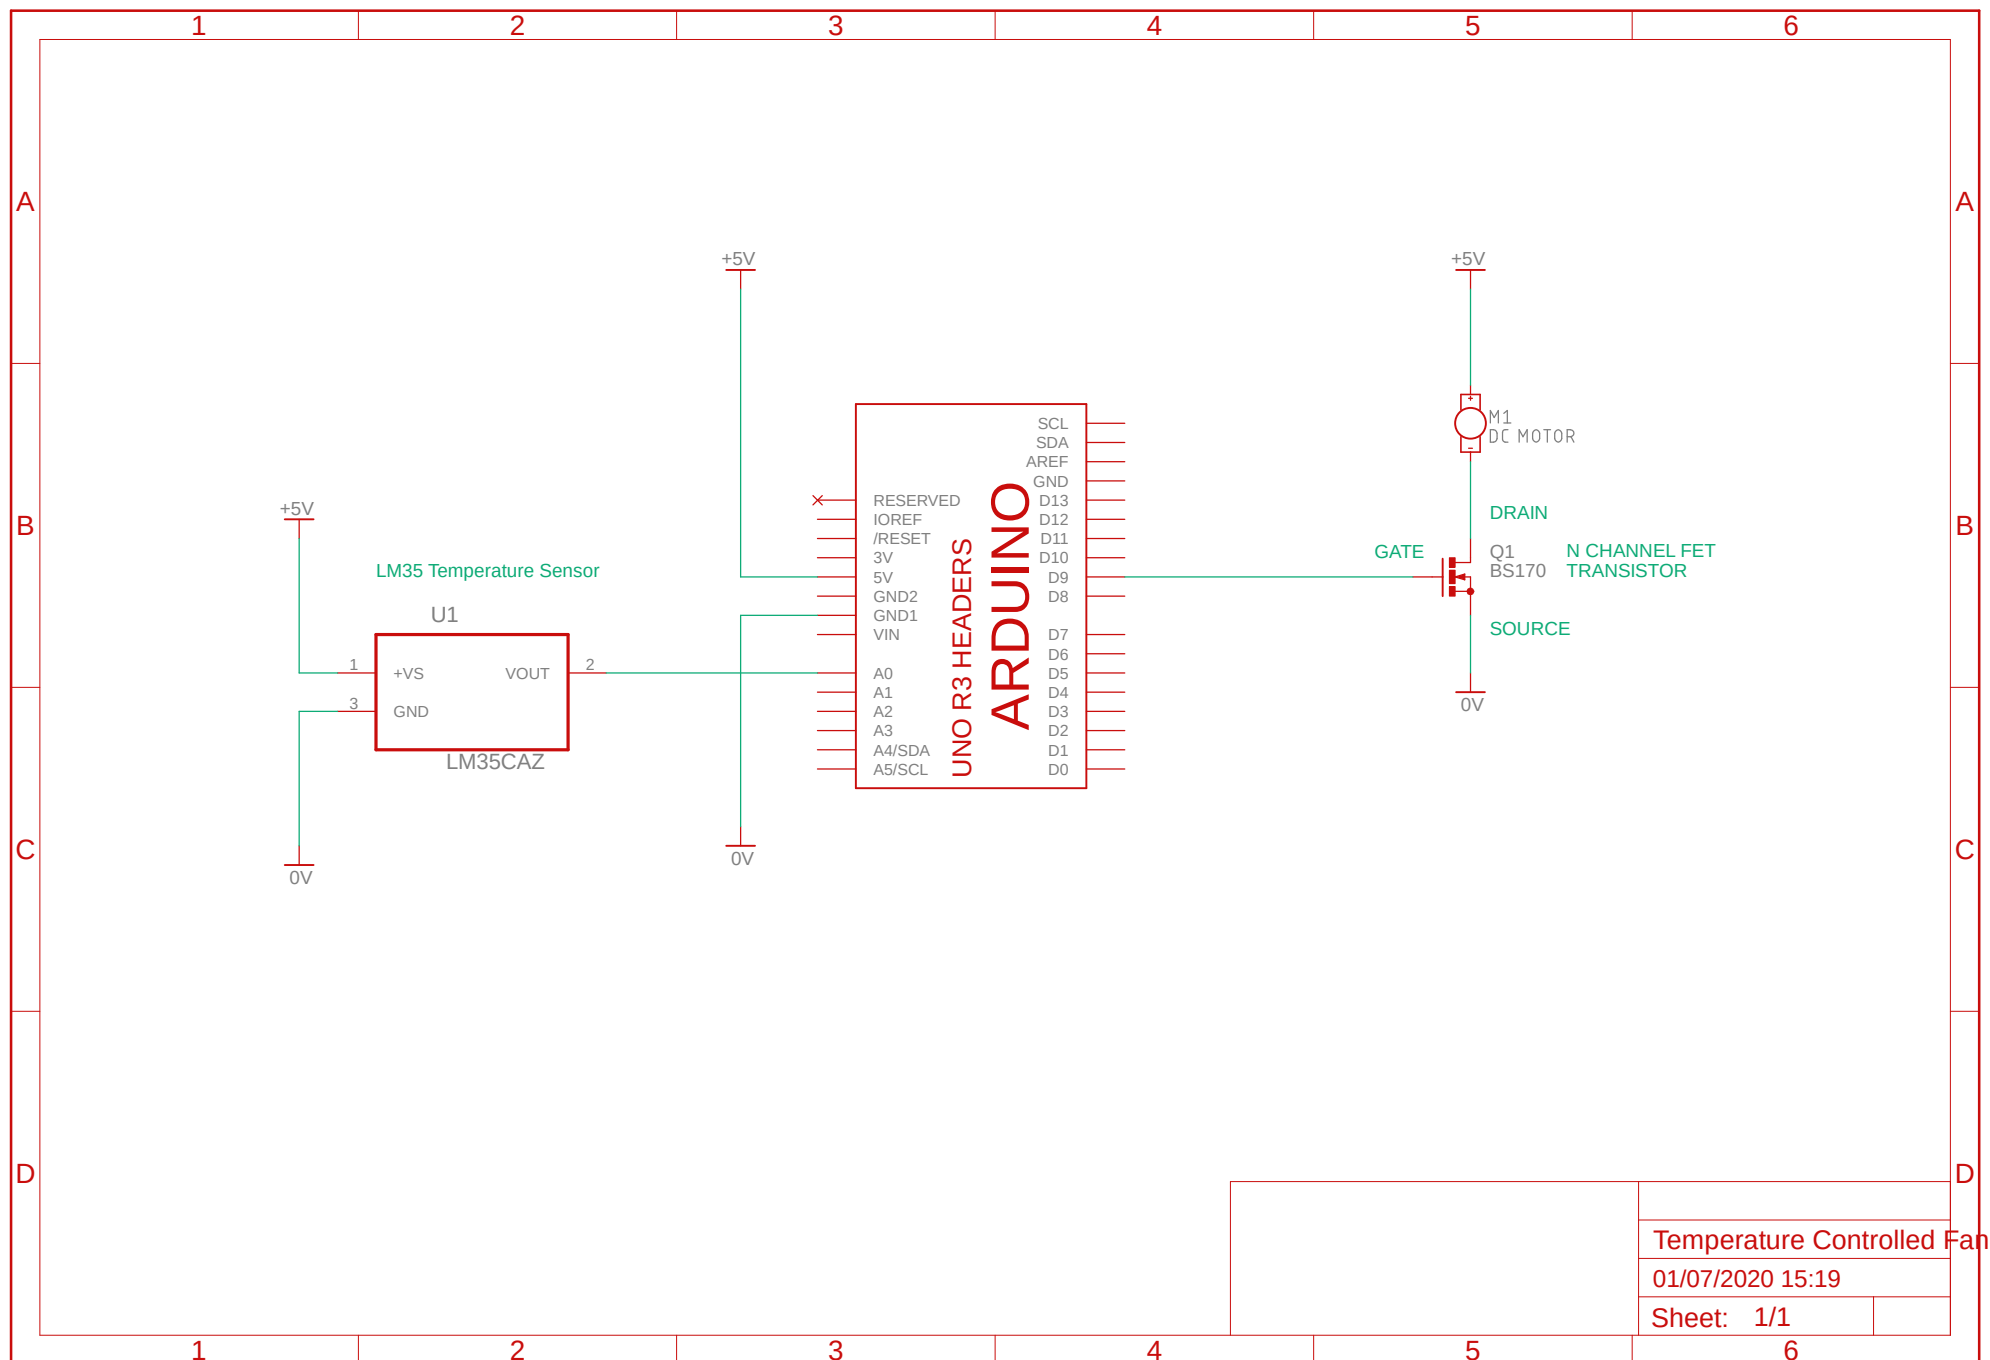 1 2 3 4 5 6
A A
+5V +5V
M1
DC MOTOR
+5V
B B
DRAIN
GATE
Q1
BS170
N CHANNEL FET
TRANSISTOR
SOURCE
0V
LM35 Temperature Sensor
U1
1 +VS VOUT 2
3 GND
LM35CAZ
RESERVED
IOREF
/RESET
3V
5V
GND2
GND1
VIN
A0
A1
A2
A3
A4/SDA
A5/SCL
UNO R3 HEADERS
ARDUINO
SCL
SDA
AREF
GND
D13
D12
D11
D10
D9
D8
D7
D6
D5
D4
D3
D2
D1
D0
C C
0V
0V
D D
Temperature Controlled Fan
01/07/2020 15:19
Sheet: 1/1
1 2 3 4 5 6